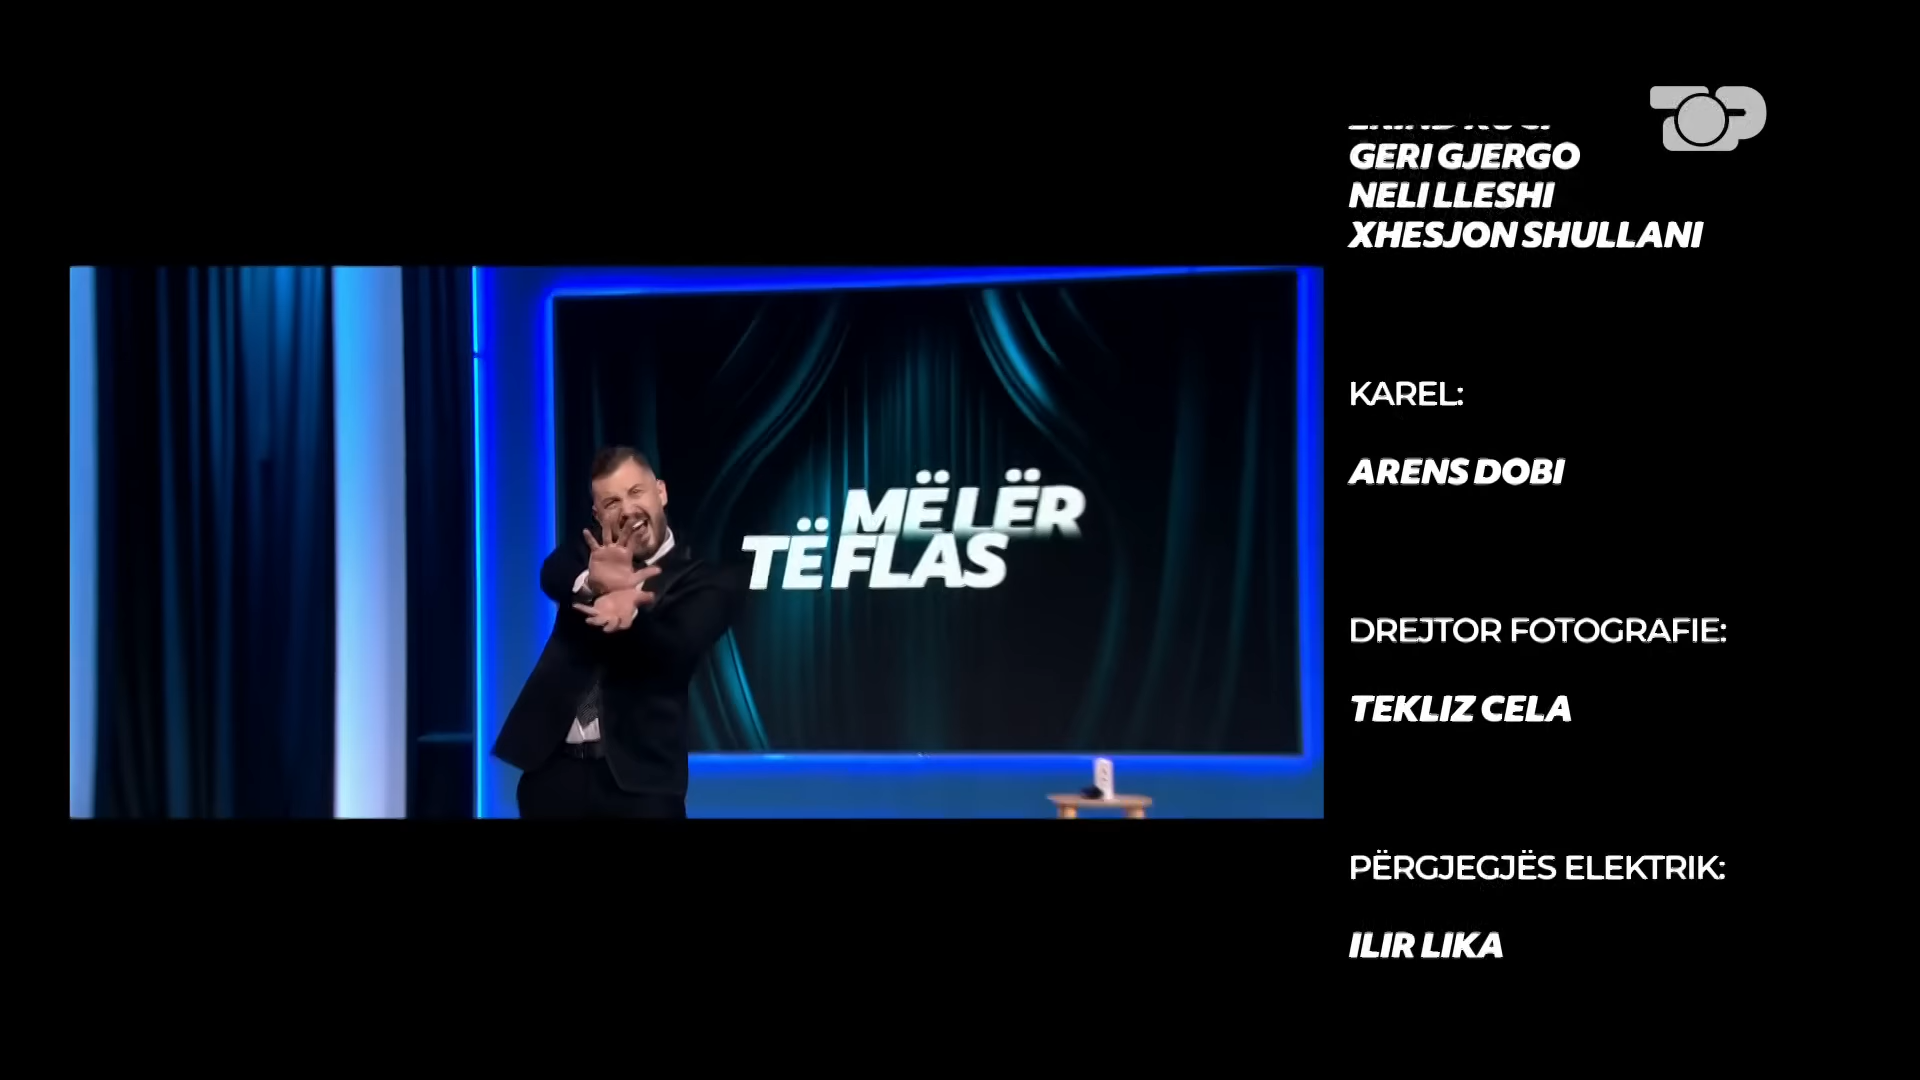 TOP
GERI GJERGO
NELI LLESHI
XHESJON SHULLANI
KAREL:
ARENS DOBI
MË LËR
TË FLAS
DREJTOR FOTOGRAFIE:
TEKLIZ CELA
PËRGJEGJËS ELEKTRIK:
ILIR LIKA